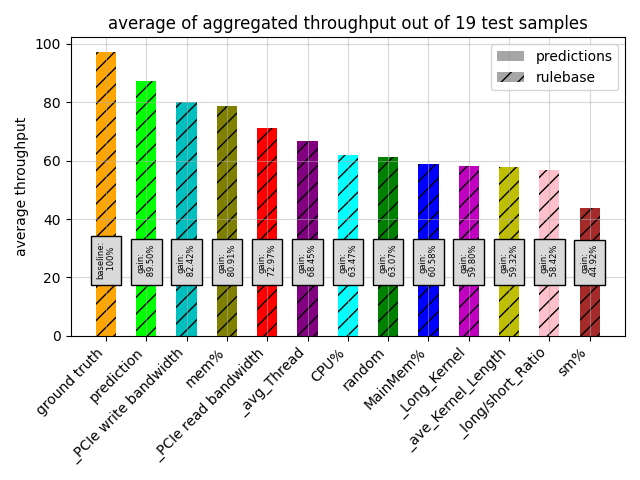 average of aggregated throughput out of 19 test samples
predictions
rulebase
average throughput
100
80
60
40
20
0
baseline:
100%
gain:
89.50%
gain:
82.42%
gain:
80.91%
gain:
72.97%
gain:
68.45%
gain:
63.47%
gain:
63.07%
gain:
60.58%
gain:
59.80%
gain:
59.32%
gain:
58.42%
gain:
44.92%
ground truth
prediction
_PCIe write bandwidth
mem%
_PCIe read bandwidth
_avg_Thread
CPU%
random
MainMem%
_Long_Kernel
_ave_Kernel_Length
_long/short_Ratio
sm%